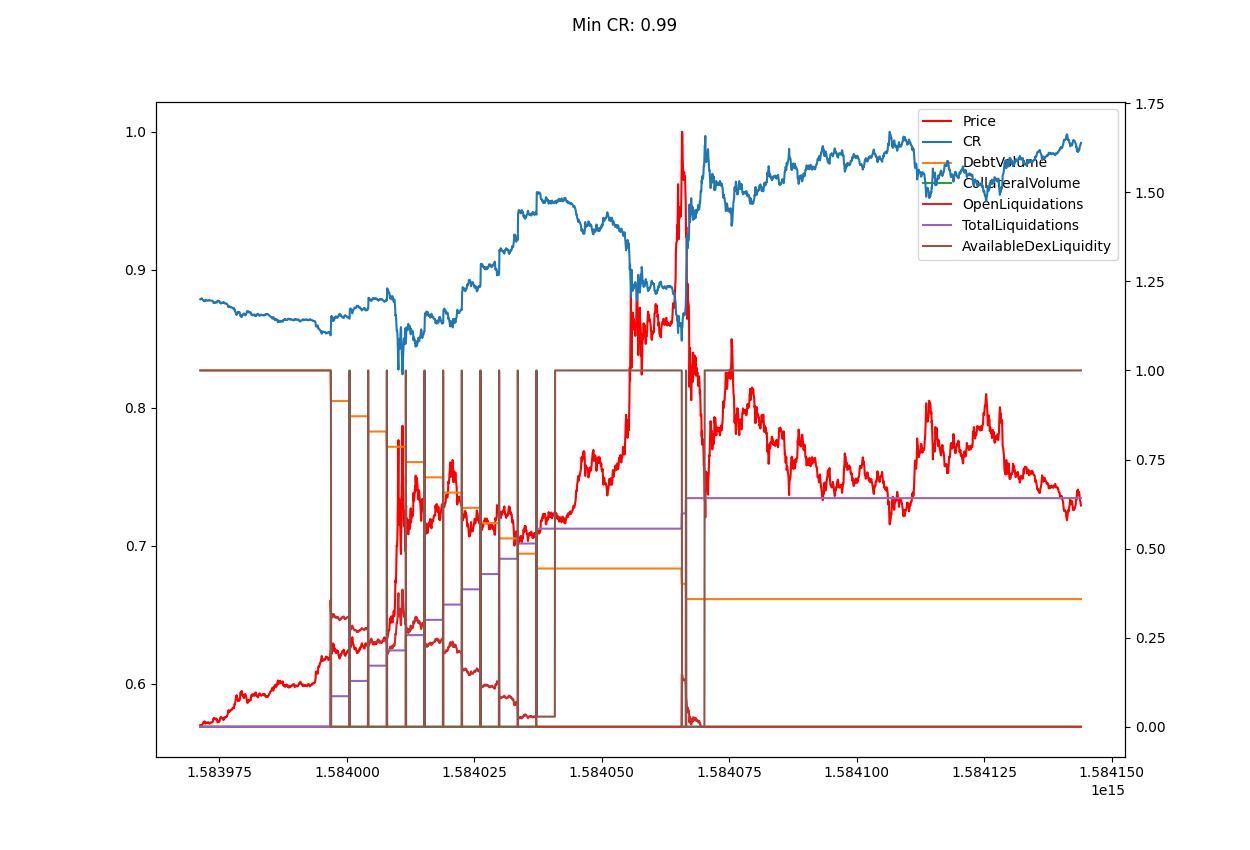 Min CR: 0.99
1.0
0.9
0.8
0.7
0.6
1.75
1.50
1.25
1.00
0.75
0.50
0.25
0.00
Price
CR
DebtVolume
CollateralVolume
OpenLiquidations
TotalLiquidations
AvailableDexLiquidity
1.583975 1.584000 1.584025 1.584050 1.584075 1.584100 1.584125 1.584150
1e15